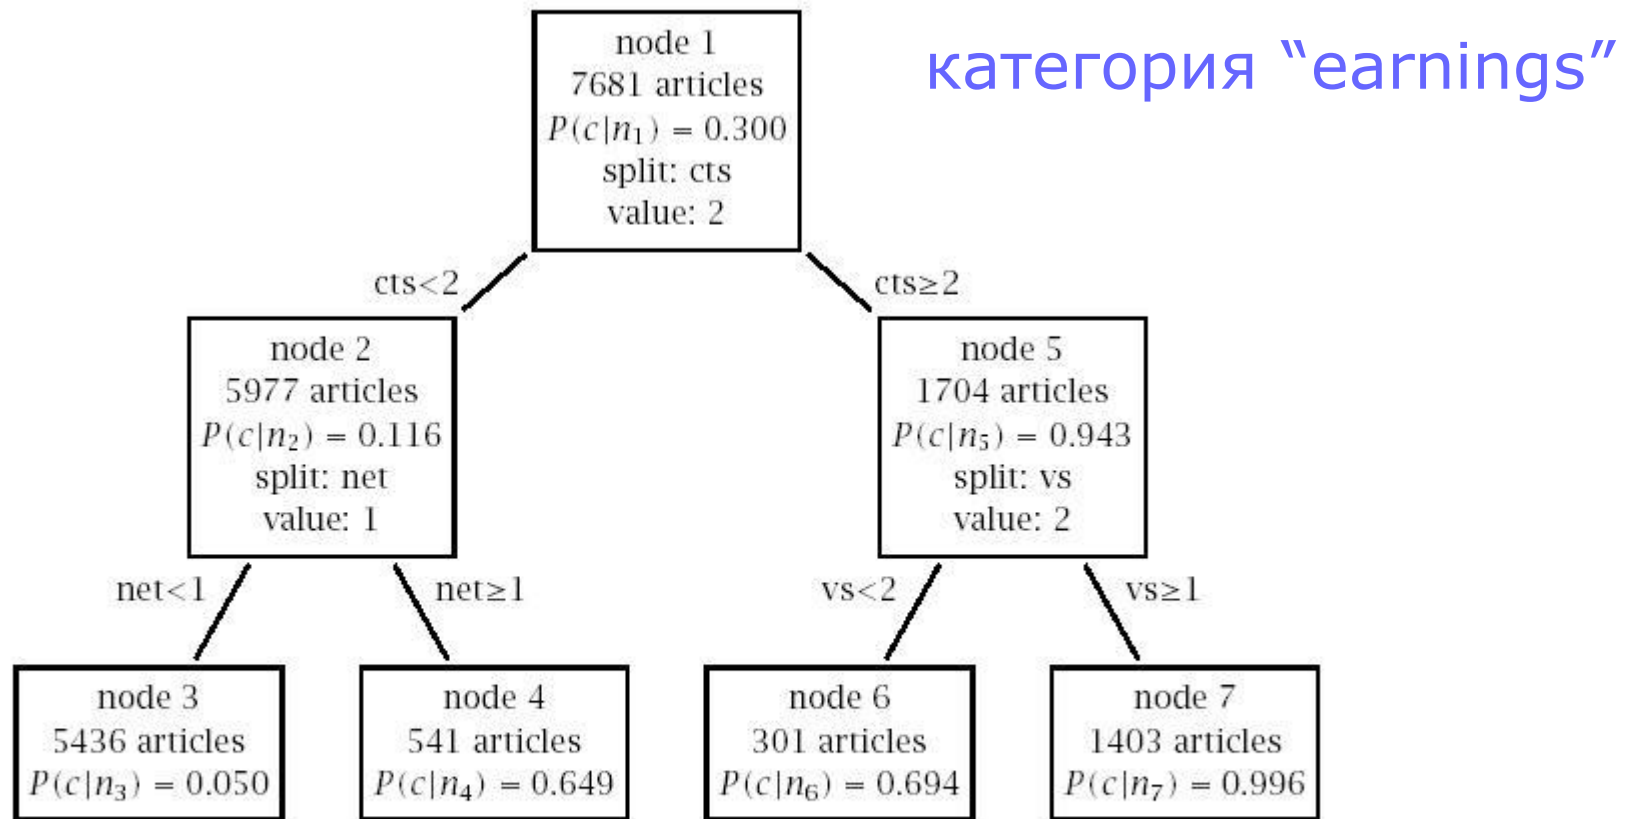 node 1
7681 articles
P(c|n₁) = 0.300
split: cts
value: 2
категория “earnings”
cts<2
cts≥2
node 2
5977 articles
P(c|n₂) = 0.116
split: net
value: 1
node 5
1704 articles
P(c|n₅) = 0.943
split: vs
value: 2
net<1
net≥1
vs<2
vs≥1
node 3
5436 articles
P(c|n₃) = 0.050
node 4
541 articles
P(c|n₄) = 0.649
node 6
301 articles
P(c|n₆) = 0.694
node 7
1403 articles
P(c|n₇) = 0.996